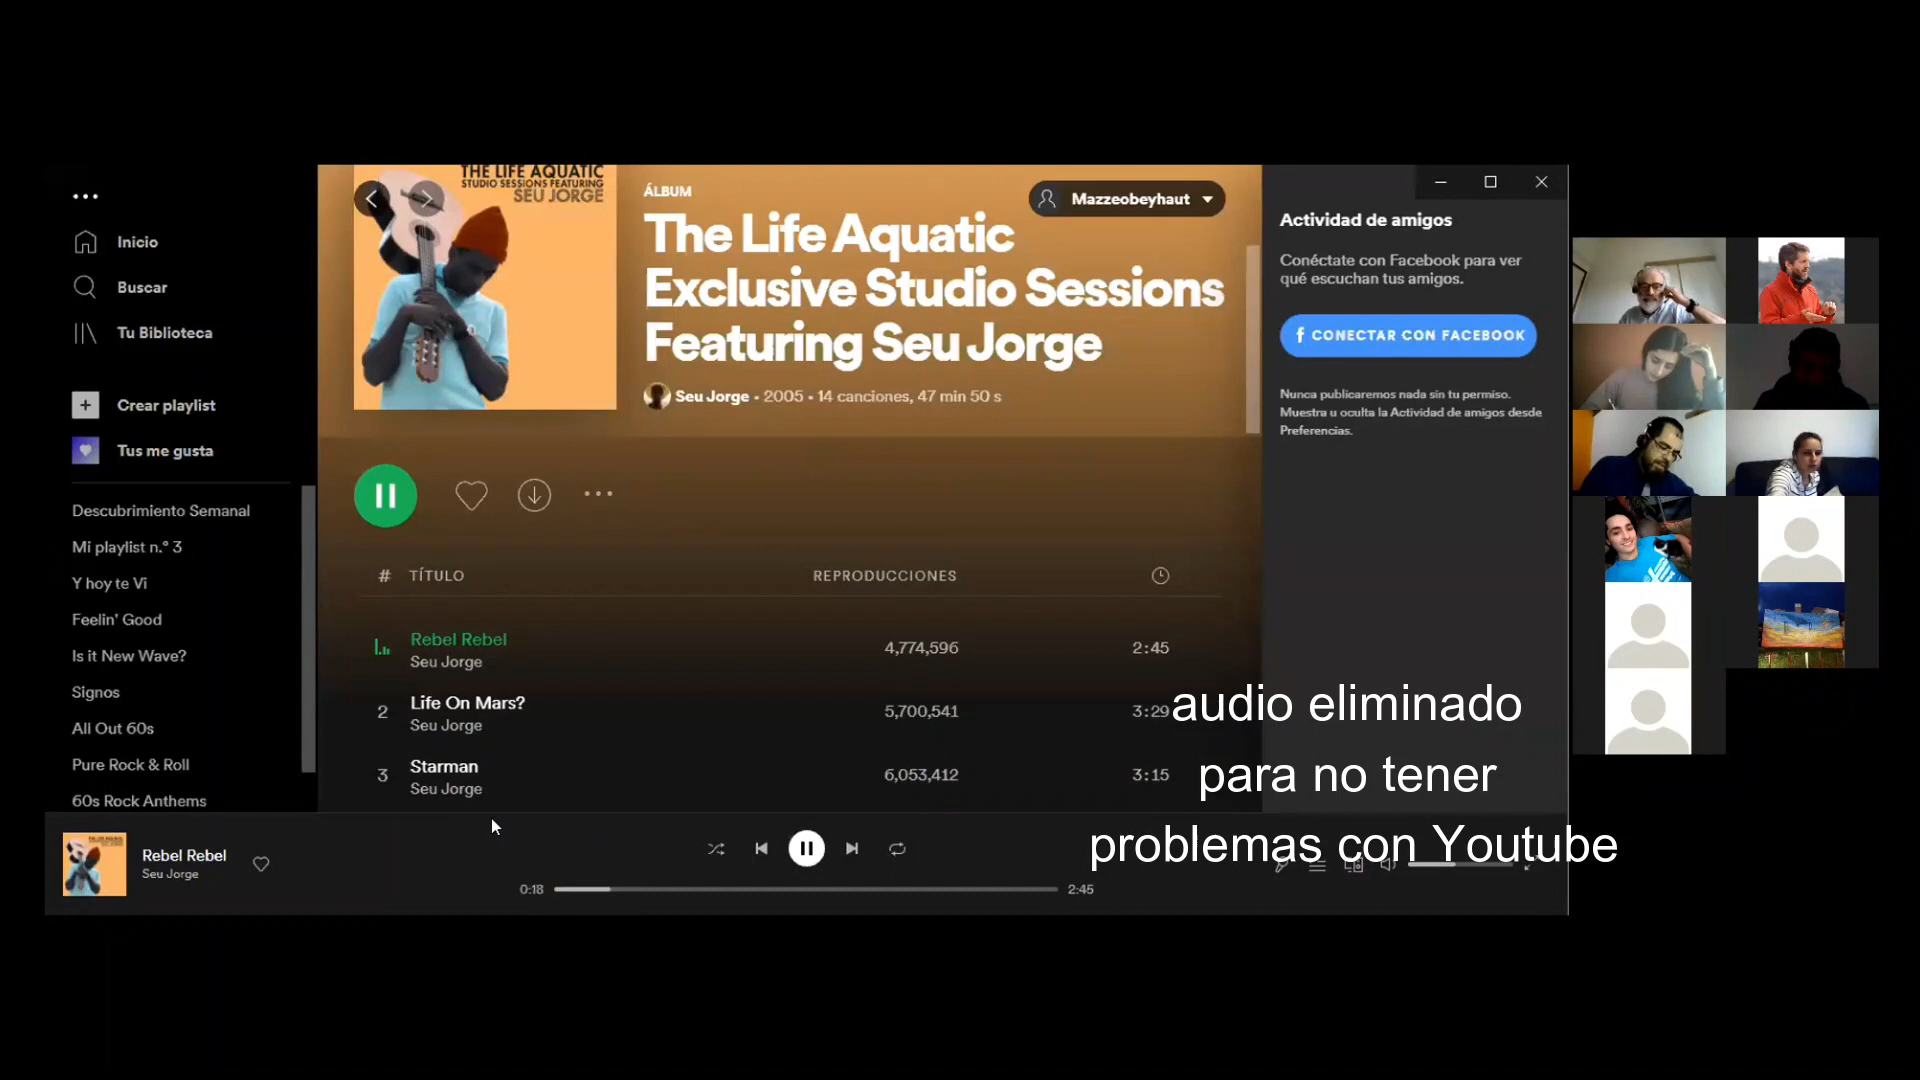 Inicio
Buscar
Tu Biblioteca
Crear playlist
Tus me gusta
Descubrimiento Semanal
Mi playlist n.° 3
Y hoy te Vi
Feelin' Good
Is it New Wave?
Signos
All Out 60s
Pure Rock & Roll
60s Rock Anthems
THE LIFE AQUATIC
STUDIO SESSIONS FEATURING
SEU JORGE
ÁLBUM
Mazzeobeyhaut
The Life Aquatic
Exclusive Studio Sessions
Featuring Seu Jorge
Seu Jorge • 2005 • 14 canciones, 47 min 50 s
# TÍTULO REPRODUCCIONES
Rebel Rebel 4,774,596 2:45
Seu Jorge
2 Life On Mars? 5,700,541 3:29
Seu Jorge
3 Starman 6,053,412 3:15
Seu Jorge
Actividad de amigos
Conéctate con Facebook para ver
qué escuchan tus amigos.
f CONECTAR CON FACEBOOK
Nunca publicaremos nada sin tu permiso.
Muestra u oculta la Actividad de amigos desde
Preferencias.
audio eliminado
para no tener
problemas con Youtube
Rebel Rebel
Seu Jorge
0:18 2:45